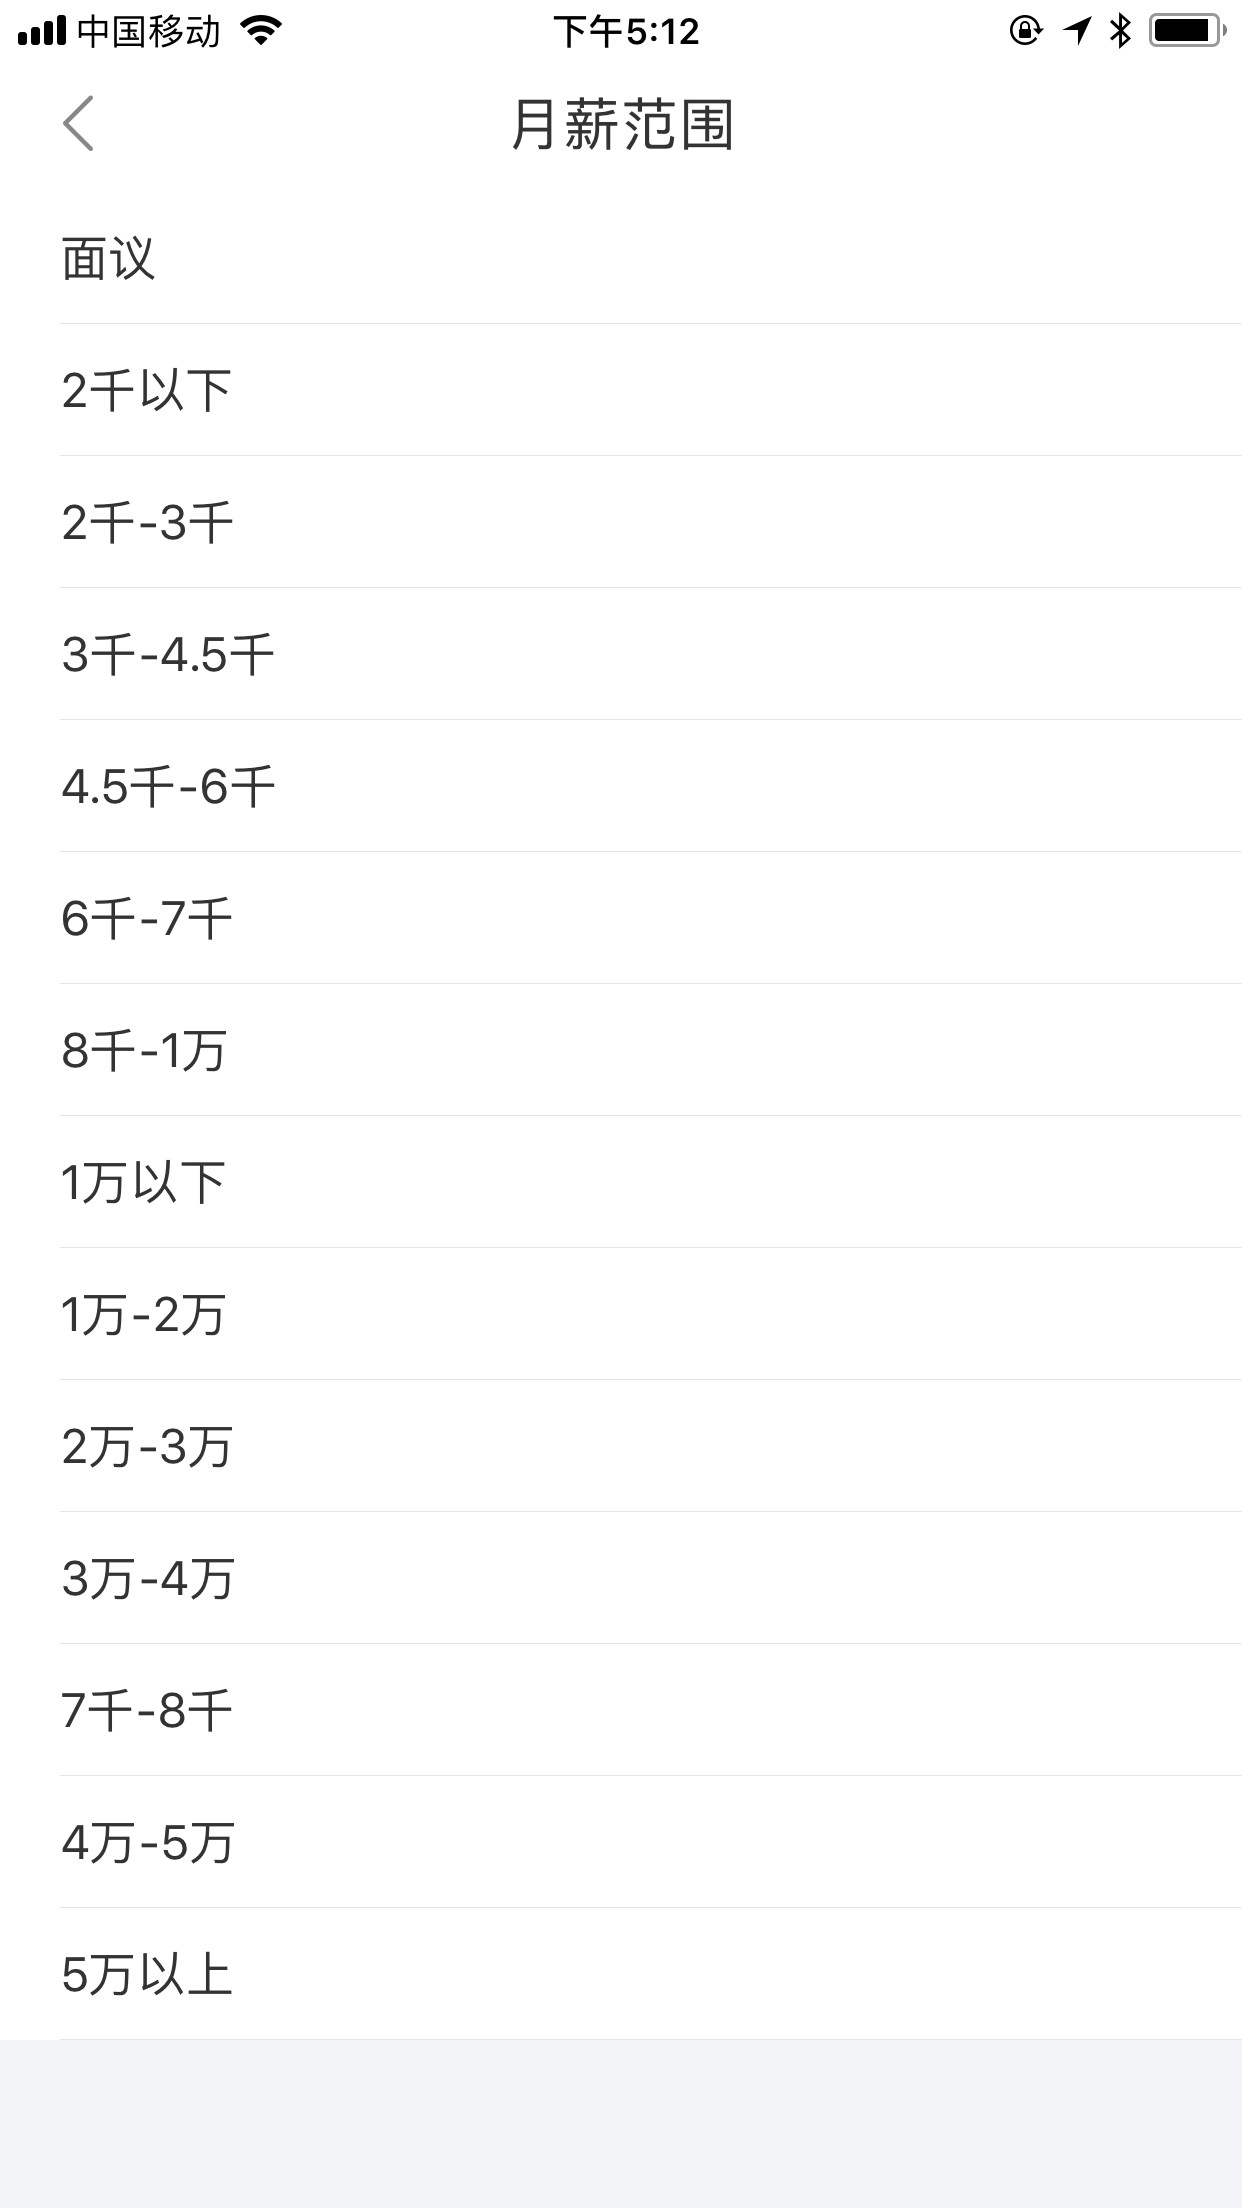 中国移动 下午5:12
月薪范围
面议
2千以下
2千-3千
3千-4.5千
4.5千-6千
6千-7千
8千-1万
1万以下
1万-2万
2万-3万
3万-4万
7千-8千
4万-5万
5万以上